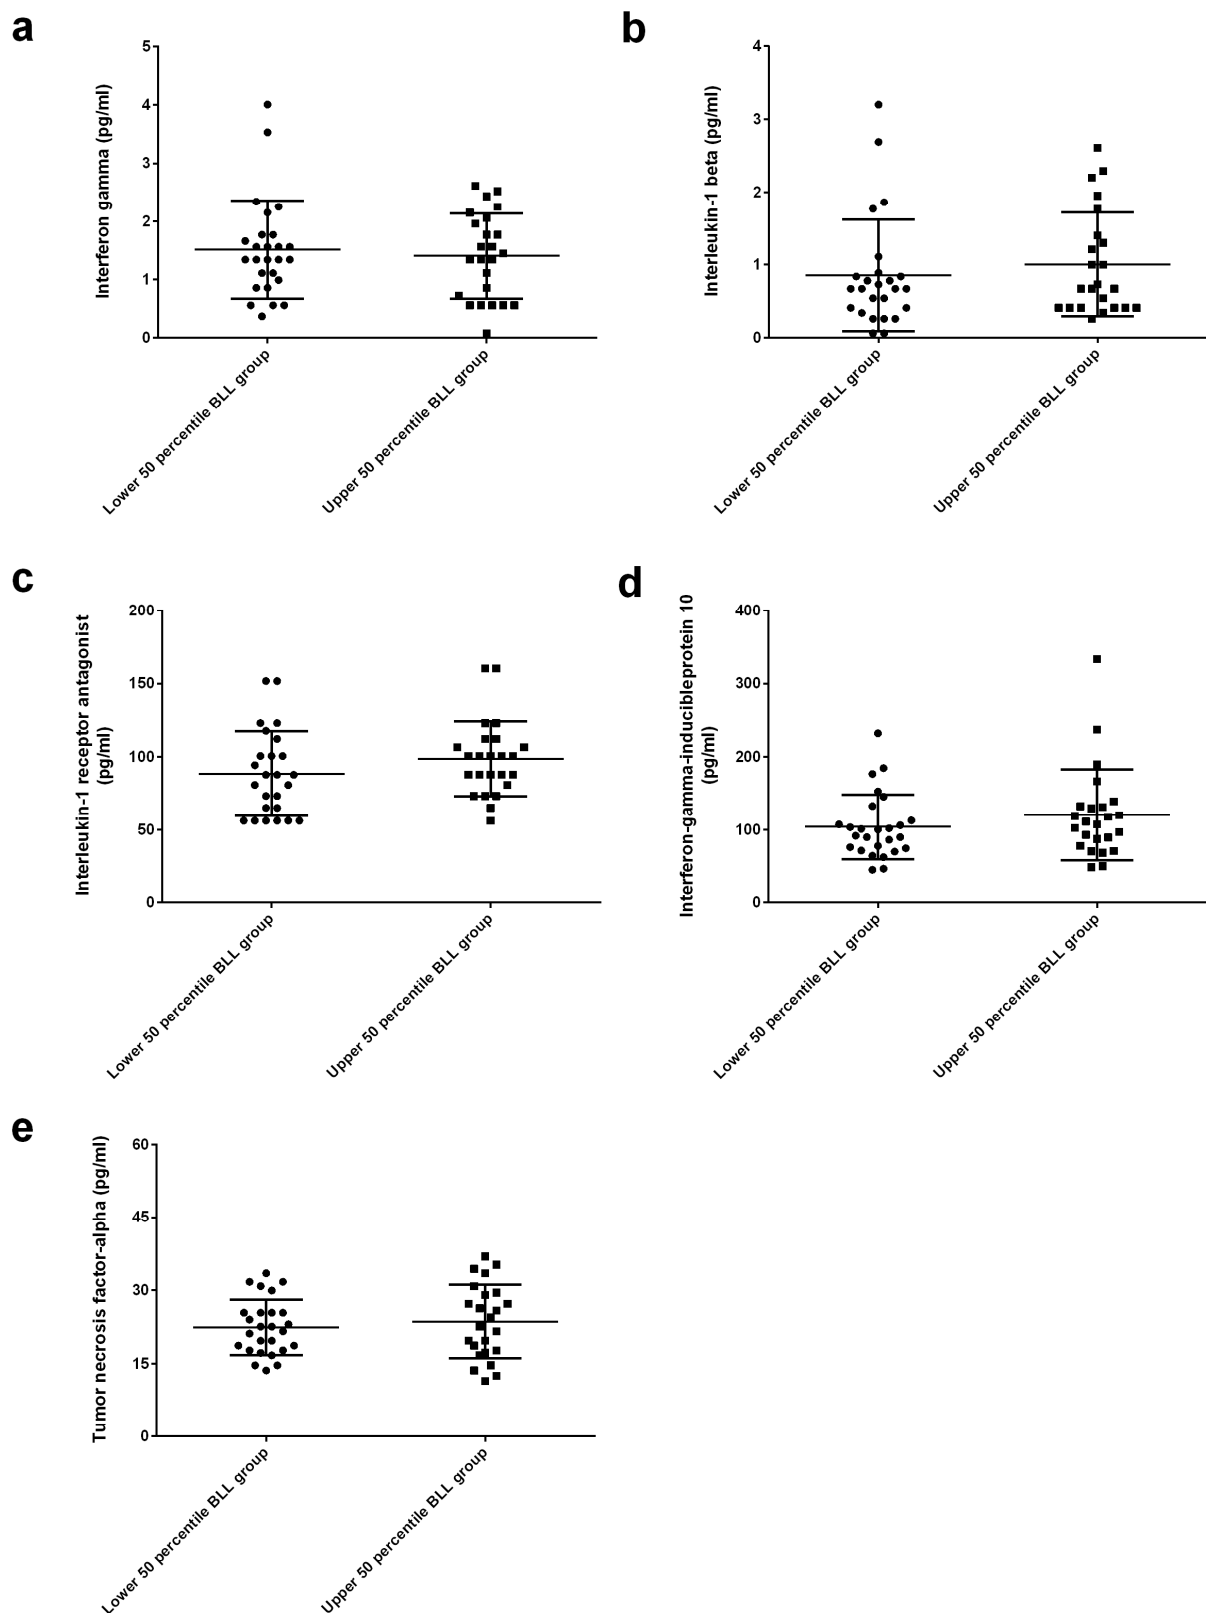 a
Interferon gamma (pg/ml)
5
4
3
2
1
0
Lower 50 percentile BLL group
Upper 50 percentile BLL group
b
Interleukin-1 beta (pg/ml)
4
3
2
1
0
Lower 50 percentile BLL group
Upper 50 percentile BLL group
c
Interleukin-1 receptor antagonist
(pg/ml)
200
150
100
50
0
Lower 50 percentile BLL group
Upper 50 percentile BLL group
d
Interferon-gamma-inducibleprotein 10
(pg/ml)
400
300
200
100
0
Lower 50 percentile BLL group
Upper 50 percentile BLL group
e
Tumor necrosis factor-alpha (pg/ml)
60
45
30
15
0
Lower 50 percentile BLL group
Upper 50 percentile BLL group